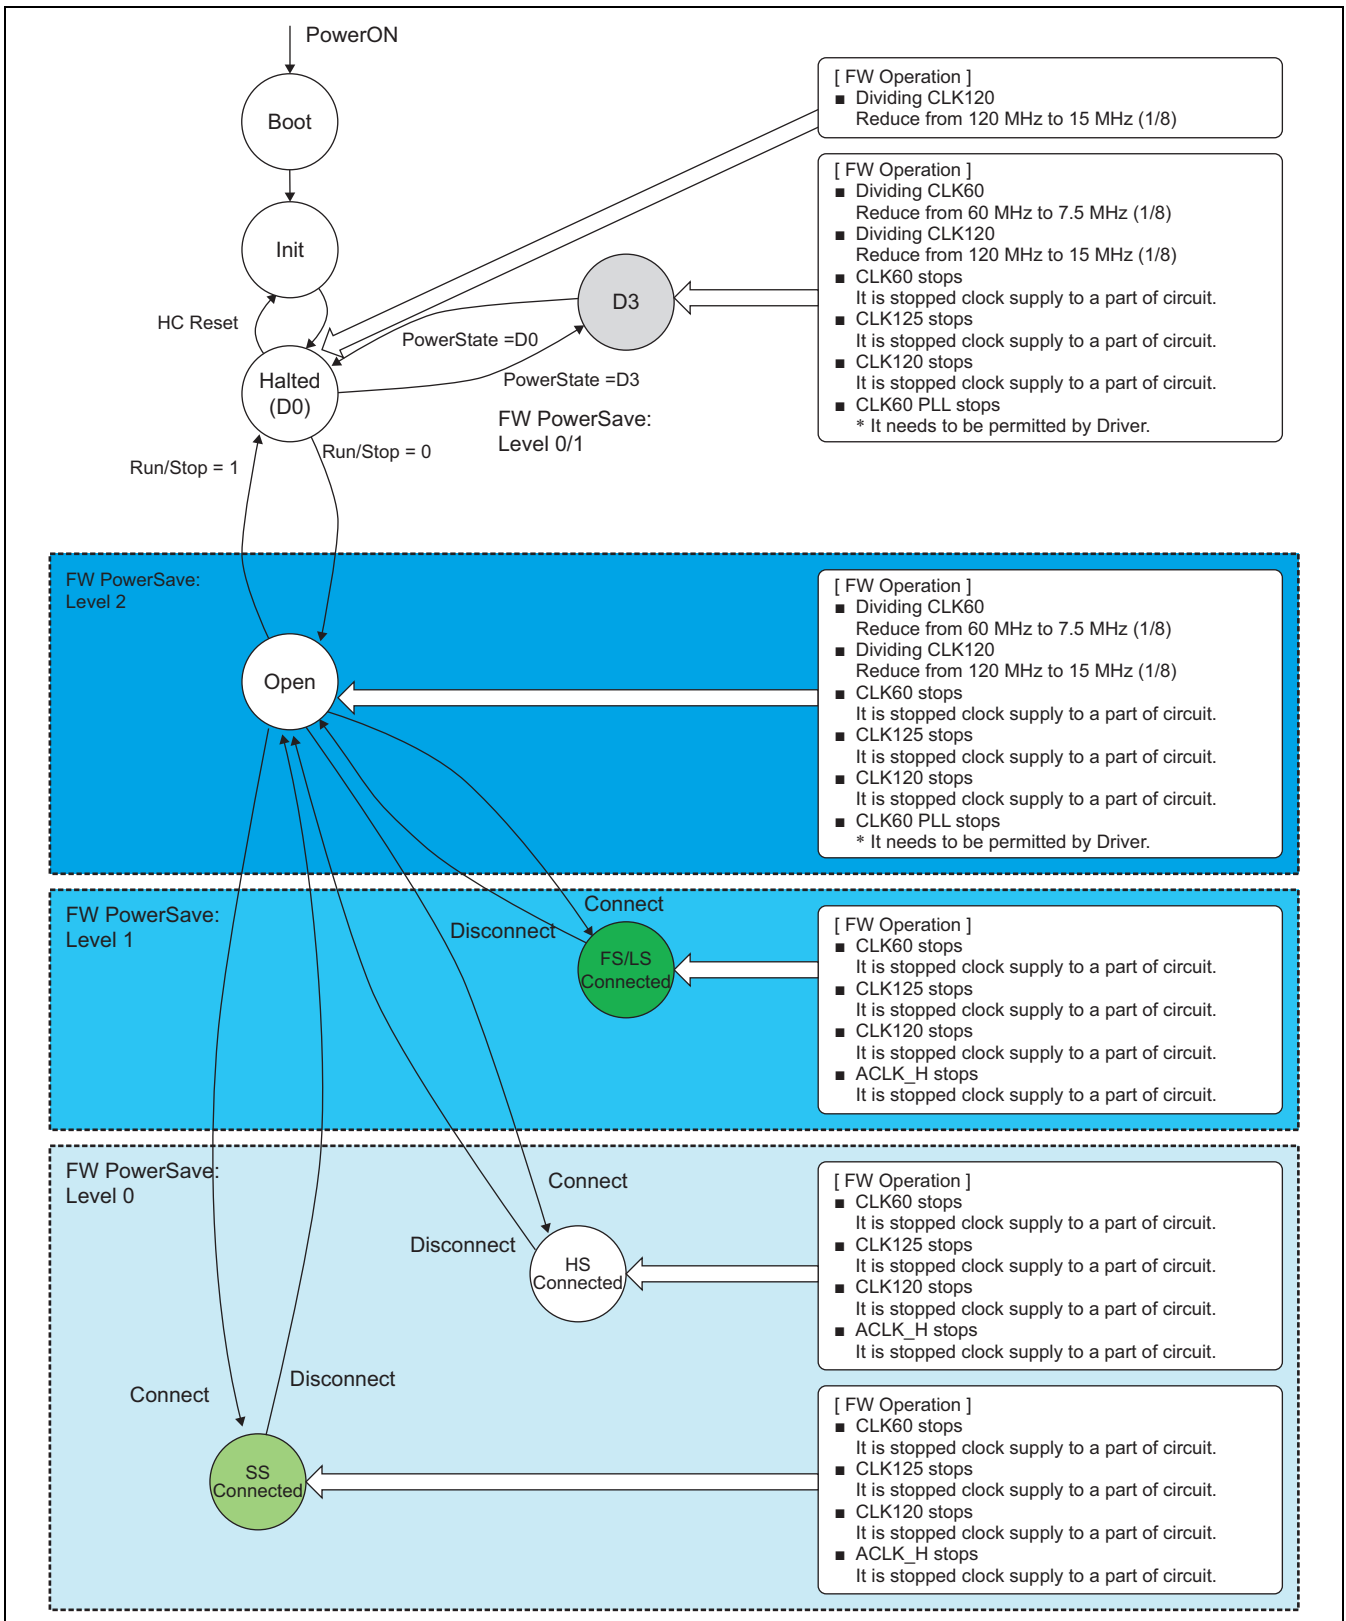 PowerON
Boot
Init
HC Reset
Halted
(D0)
D3
PowerState =D0
PowerState =D3
FW PowerSave:
Level 0/1
Run/Stop = 1
Run/Stop = 0
[ FW Operation ]
■ Dividing CLK120
Reduce from 120 MHz to 15 MHz (1/8)
[ FW Operation ]
■ Dividing CLK60
Reduce from 60 MHz to 7.5 MHz (1/8)
■ Dividing CLK120
Reduce from 120 MHz to 15 MHz (1/8)
■ CLK60 stops
It is stopped clock supply to a part of circuit.
■ CLK125 stops
It is stopped clock supply to a part of circuit.
■ CLK120 stops
It is stopped clock supply to a part of circuit.
■ CLK60 PLL stops
* It needs to be permitted by Driver.
FW PowerSave:
Level 2
Open
[ FW Operation ]
■ Dividing CLK60
Reduce from 60 MHz to 7.5 MHz (1/8)
■ Dividing CLK120
Reduce from 120 MHz to 15 MHz (1/8)
■ CLK60 stops
It is stopped clock supply to a part of circuit.
■ CLK125 stops
It is stopped clock supply to a part of circuit.
■ CLK120 stops
It is stopped clock supply to a part of circuit.
■ CLK60 PLL stops
* It needs to be permitted by Driver.
FW PowerSave:
Level 1
Connect
Disconnect
FS/LS
Connected
[ FW Operation ]
■ CLK60 stops
It is stopped clock supply to a part of circuit.
■ CLK125 stops
It is stopped clock supply to a part of circuit.
■ CLK120 stops
It is stopped clock supply to a part of circuit.
■ ACLK_H stops
It is stopped clock supply to a part of circuit.
FW PowerSave:
Level 0
Connect
Disconnect
HS
Connected
[ FW Operation ]
■ CLK60 stops
It is stopped clock supply to a part of circuit.
■ CLK125 stops
It is stopped clock supply to a part of circuit.
■ CLK120 stops
It is stopped clock supply to a part of circuit.
■ ACLK_H stops
It is stopped clock supply to a part of circuit.
Connect
Disconnect
SS
Connected
[ FW Operation ]
■ CLK60 stops
It is stopped clock supply to a part of circuit.
■ CLK125 stops
It is stopped clock supply to a part of circuit.
■ CLK120 stops
It is stopped clock supply to a part of circuit.
■ ACLK_H stops
It is stopped clock supply to a part of circuit.